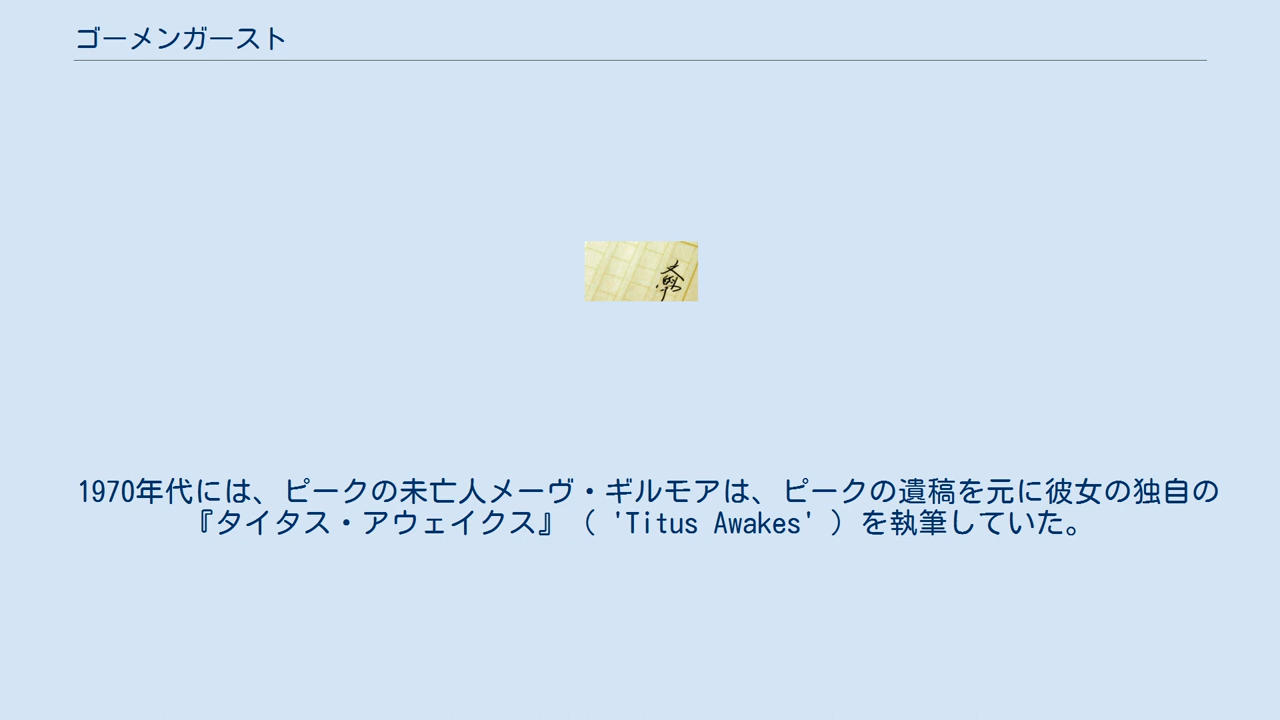 ゴーメンガースト
1970年代には、ピークの未亡人メーヴ・ギルモアは、ピークの遺稿を元に彼女の独自の
『タイタス・アウェイクス』（ 'Titus Awakes' ）を執筆していた。